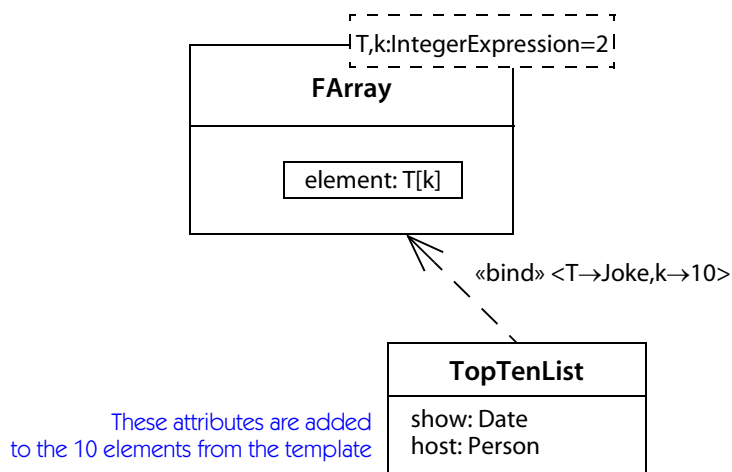 T,k:IntegerExpression=2
FArray
element: T[k]
«bind» <T→Joke,k→10>
TopTenList
These attributes are added
to the 10 elements from the template
show: Date
host: Person